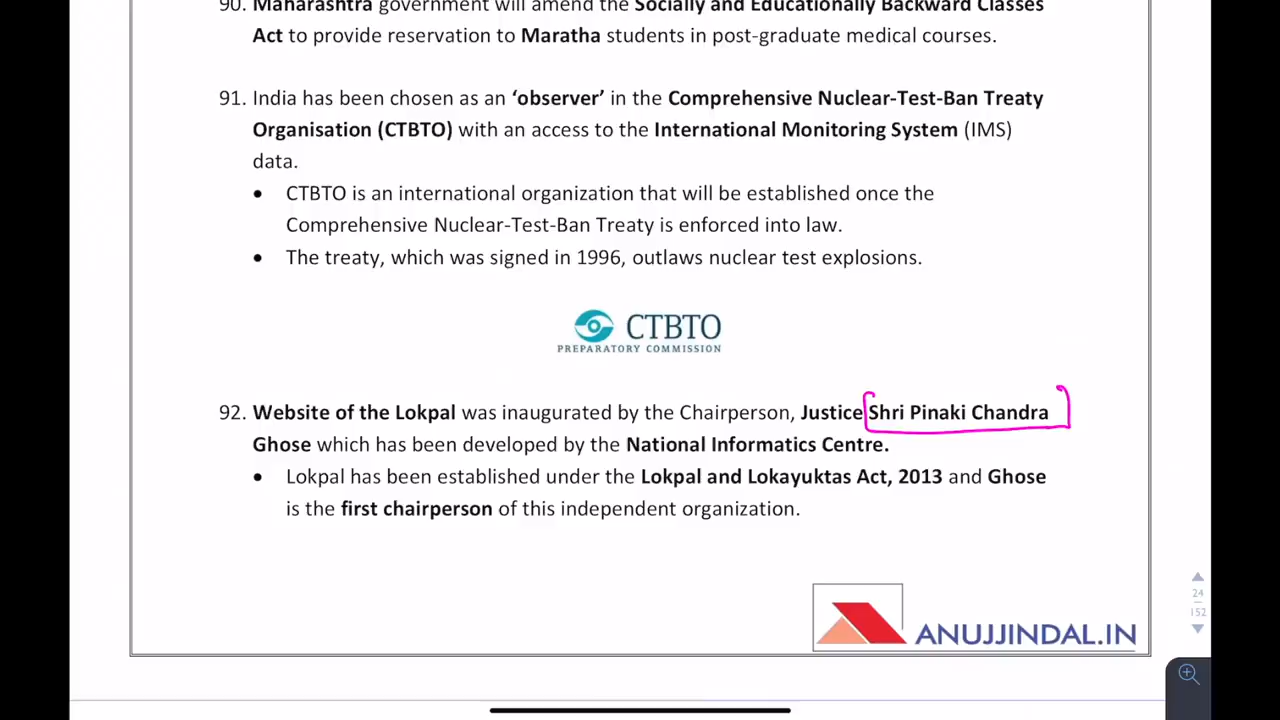 90. Maharashtra government will amend the Socially and Educationally Backward Classes
Act to provide reservation to Maratha students in post-graduate medical courses.
91. India has been chosen as an ‘observer’ in the Comprehensive Nuclear-Test-Ban Treaty
Organisation (CTBTO) with an access to the International Monitoring System (IMS)
data.
• CTBTO is an international organization that will be established once the
Comprehensive Nuclear-Test-Ban Treaty is enforced into law.
• The treaty, which was signed in 1996, outlaws nuclear test explosions.
CTBTO
PREPARATORY COMMISSION
92. Website of the Lokpal was inaugurated by the Chairperson, Justice Shri Pinaki Chandra
Ghose which has been developed by the National Informatics Centre.
• Lokpal has been established under the Lokpal and Lokayuktas Act, 2013 and Ghose
is the first chairperson of this independent organization.
24
152
ANUJJINDAL.IN